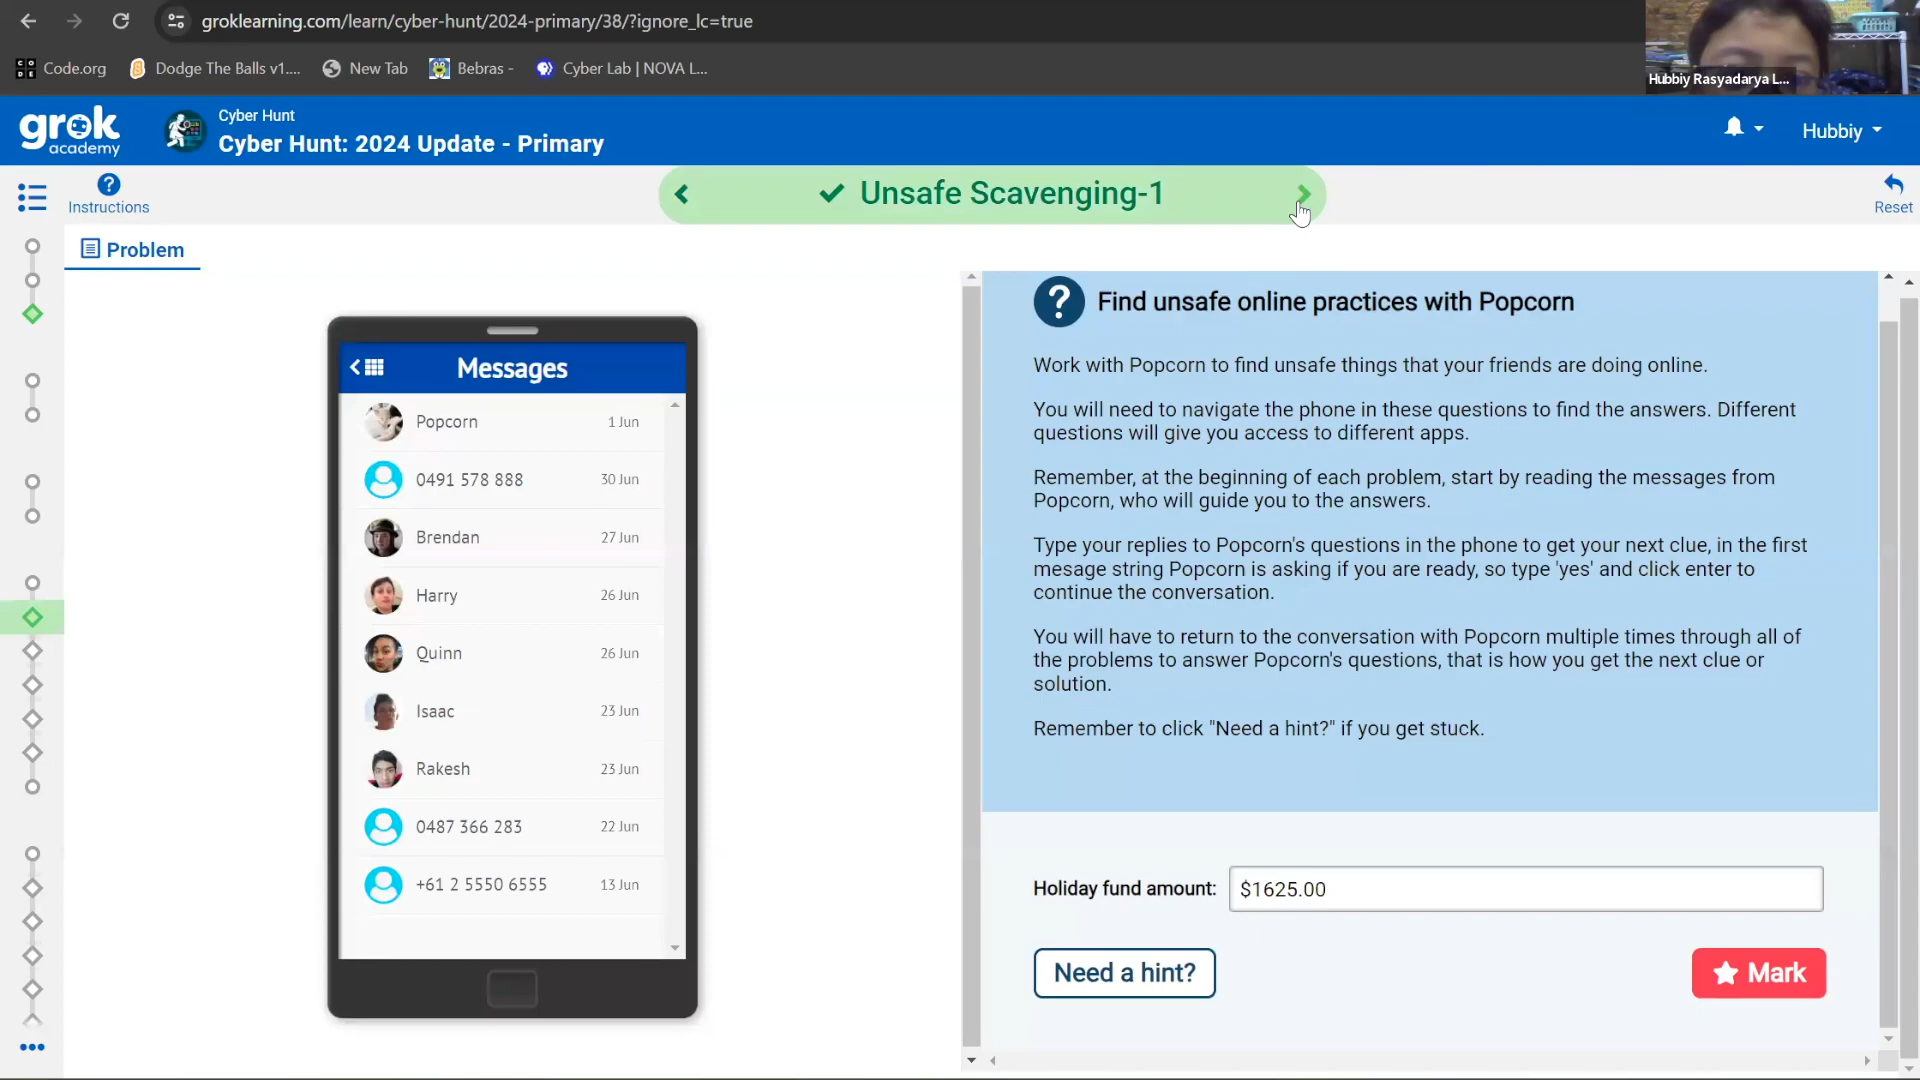 groklearning.com/learn/cyber-hunt/2024-primary/38/?ignore_lc=true
Code.org
Dodge The Balls v1....
New Tab
Bebras -
Cyber Lab | NOVA L...
Hubbiy Rasyadarya L...
grok
academy
Cyber Hunt
Cyber Hunt: 2024 Update - Primary
Hubbiy
Instructions
Unsafe Scavenging-1
Reset
Problem
Messages
Popcorn 1 Jun
0491 578 888 30 Jun
Brendan 27 Jun
Harry 26 Jun
Quinn 26 Jun
Isaac 23 Jun
Rakesh 23 Jun
0487 366 283 22 Jun
+61 2 5550 6555 13 Jun
Find unsafe online practices with Popcorn
Work with Popcorn to find unsafe things that your friends are doing online.
You will need to navigate the phone in these questions to find the answers. Different
questions will give you access to different apps.
Remember, at the beginning of each problem, start by reading the messages from
Popcorn, who will guide you to the answers.
Type your replies to Popcorn's questions in the phone to get your next clue, in the first
mesage string Popcorn is asking if you are ready, so type 'yes' and click enter to
continue the conversation.
You will have to return to the conversation with Popcorn multiple times through all of
the problems to answer Popcorn's questions, that is how you get the next clue or
solution.
Remember to click "Need a hint?" if you get stuck.
Holiday fund amount: $1625.00
Need a hint?
Mark